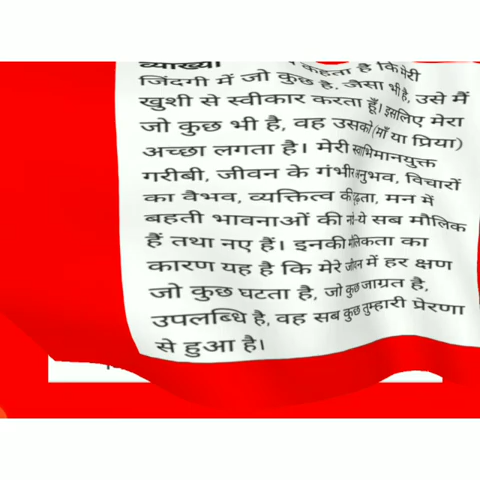 व्याख्या कहता है कि मेरी
जिंदगी में जो कुछ है, जैसा भी है, उसे मैं
खुशी से स्वीकार करता हूँ। इसलिए मेरा
जो कुछ भी है, वह उसको (माँ या प्रिया)
अच्छा लगता है। मेरी स्वाभिमानयुक्त
गरीबी, जीवन के गंभीर अनुभव, विचारों
का वैभव, व्यक्तित्व की दृढ़ता, मन में
बहती भावनाओं की नदी-ये सब मौलिक
हैं तथा नए हैं। इनकी मौलिकता का
कारण यह है कि मेरे जीवन में हर क्षण
जो कुछ घटता है, जो कुछ जाग्रत है,
उपलब्धि है, वह सब कुछ तुम्हारी प्रेरणा
से हुआ है।